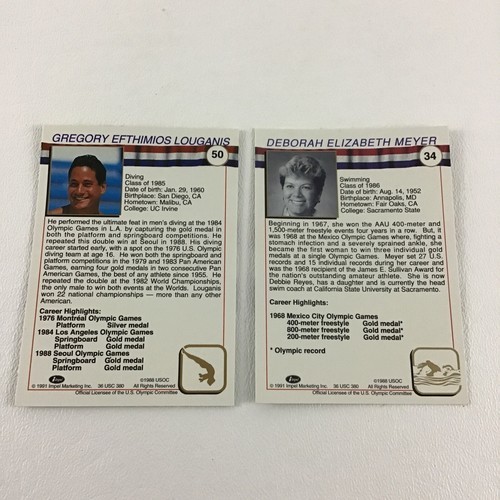 GREGORY EFTHIMIOS LOUGANIS
50
Diving
Class of 1985
Date of birth: Jan. 29, 1960
Birthplace: San Diego, CA
Hometown: Malibu, CA
College: UC Irvine
He performed the ultimate feat in men's diving at the 1984
Olympic Games in L.A. by capturing the gold medal in
both the platform and springboard competitions. He
repeated this double win at Seoul in 1988. His diving
career started early, with a spot on the 1976 U.S. Olympic
diving team at age 16. He won both the springboard and
platform competitions in the 1979 and 1983 Pan American
Games, earning four gold medals in two consecutive Pan
American Games, the best of any athlete since 1955. He
repeated the double at the 1982 World Championships,
the only male to win both events at the Worlds. Louganis
won 22 national championships — more than any other
American.
Career Highlights:
1976 Montréal Olympic Games
Platform Silver medal
1984 Los Angeles Olympic Games
Springboard Gold medal
Platform Gold medal
1988 Seoul Olympic Games
Springboard Gold medal
Platform Gold medal
Impel ©1988 USOC
© 1991 Impel Marketing Inc. 36 USC 380 All Rights Reserved
Official Licensee of the U.S. Olympic Committee
DEBORAH ELIZABETH MEYER
34
Swimming
Class of 1986
Date of birth: Aug. 14, 1952
Birthplace: Annapolis, MD
Hometown: Fair Oaks, CA
College: Sacramento State
Beginning in 1967, she won the AAU 400-meter and
1,500-meter freestyle events four years in a row. But, it
was 1968 at the Mexico Olympic Games where, fighting a
stomach infection and a severely sprained ankle, she
became the first woman to win three individual gold
medals at a single Olympic Games. Meyer set 27 U.S.
records and 15 individual records during her career and
was the 1968 recipient of the James E. Sullivan Award for
the nation's outstanding amateur athlete. She is now
Debbie Reyes, has a daughter and is currently the head
swim coach at California State University at Sacramento.
Career Highlights:
1968 Mexico City Olympic Games
400-meter freestyle Gold medal*
800-meter freestyle Gold medal*
200-meter freestyle Gold medal*
* Olympic record
Impel ©1988 USOC
© 1991 Impel Marketing Inc. 36 USC 380 All Rights Reserved
Official Licensee of the U.S. Olympic Committee